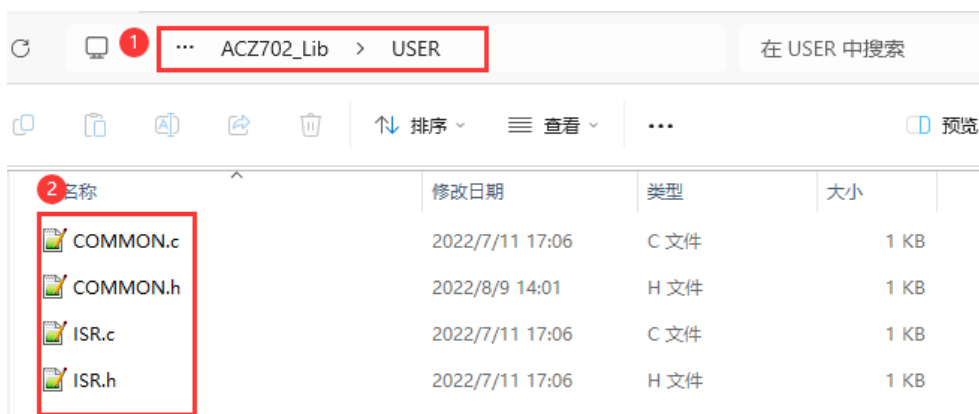 1 ... ACZ702_Lib > USER 在 USER 中搜索
排序 查看 ... 预览
2 名称 修改日期 类型 大小
COMMON.c 2022/7/11 17:06 C 文件 1 KB
COMMON.h 2022/8/9 14:01 H 文件 1 KB
ISR.c 2022/7/11 17:06 C 文件 1 KB
ISR.h 2022/7/11 17:06 H 文件 1 KB